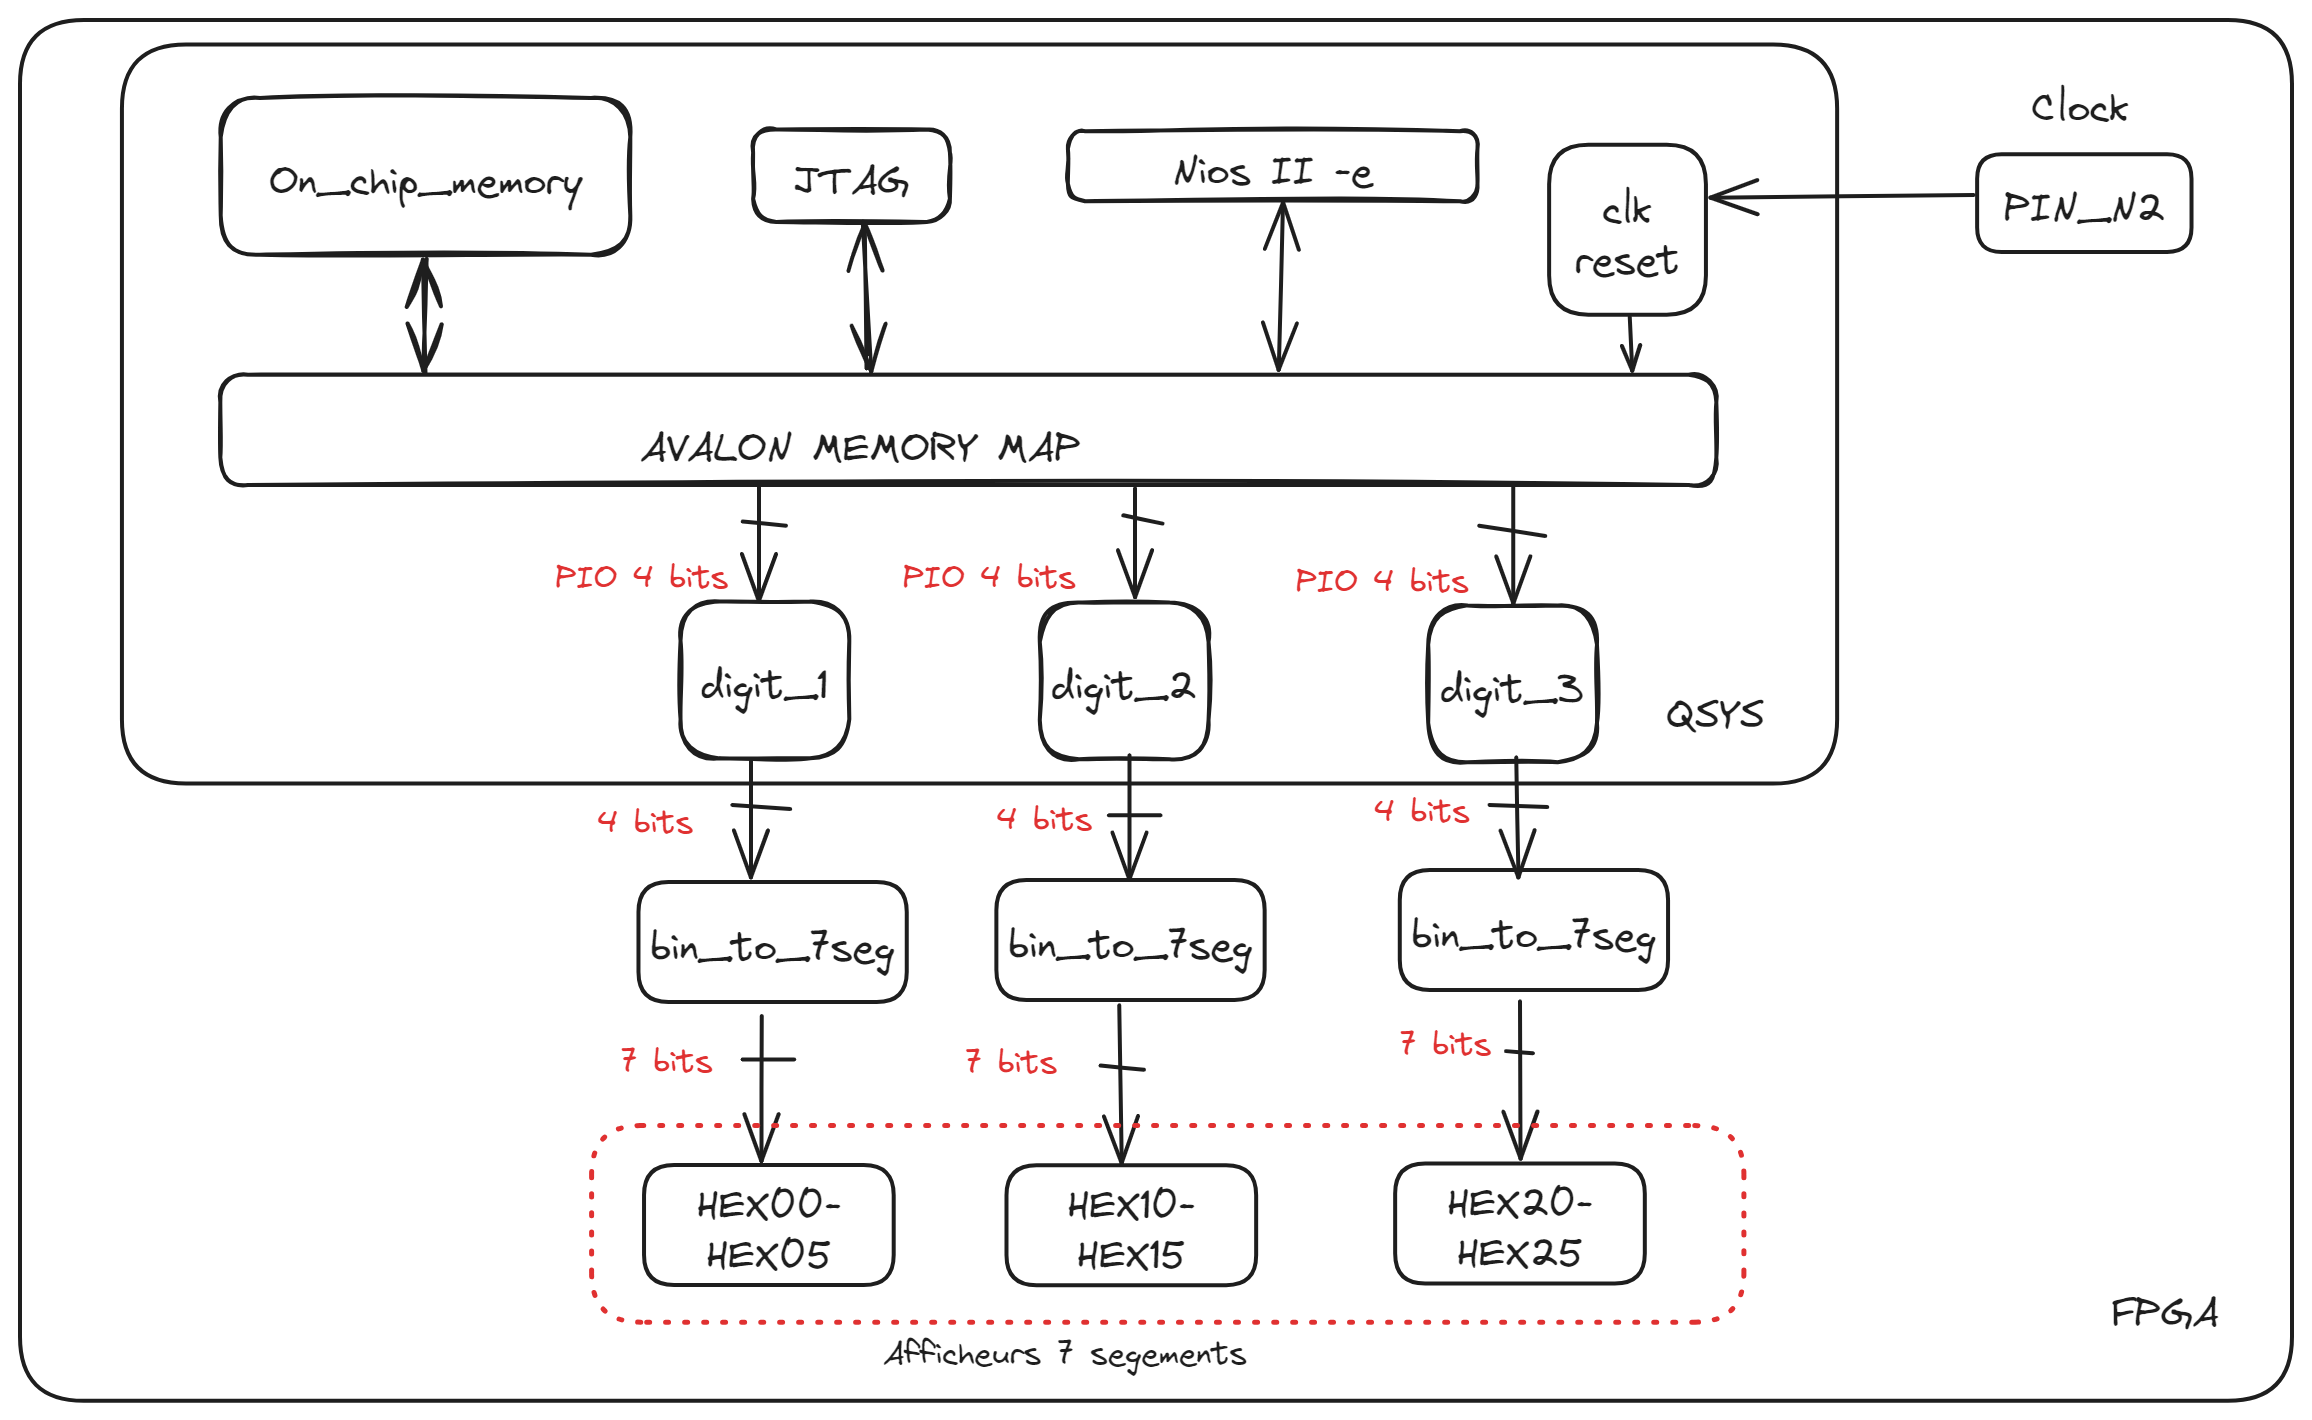 Clock
On_chip_memory
JTAG
Nios II -e
clk
reset
PIN_N2
AVALON MEMORY MAP
PIO 4 bits
PIO 4 bits
PIO 4 bits
digit_1
digit_2
digit_3
QSYS
4 bits
4 bits
4 bits
bin_to_7seg
bin_to_7seg
bin_to_7seg
7 bits
7 bits
7 bits
HEX00-
HEX05
HEX10-
HEX15
HEX20-
HEX25
FPGA
Afficheurs 7 segements